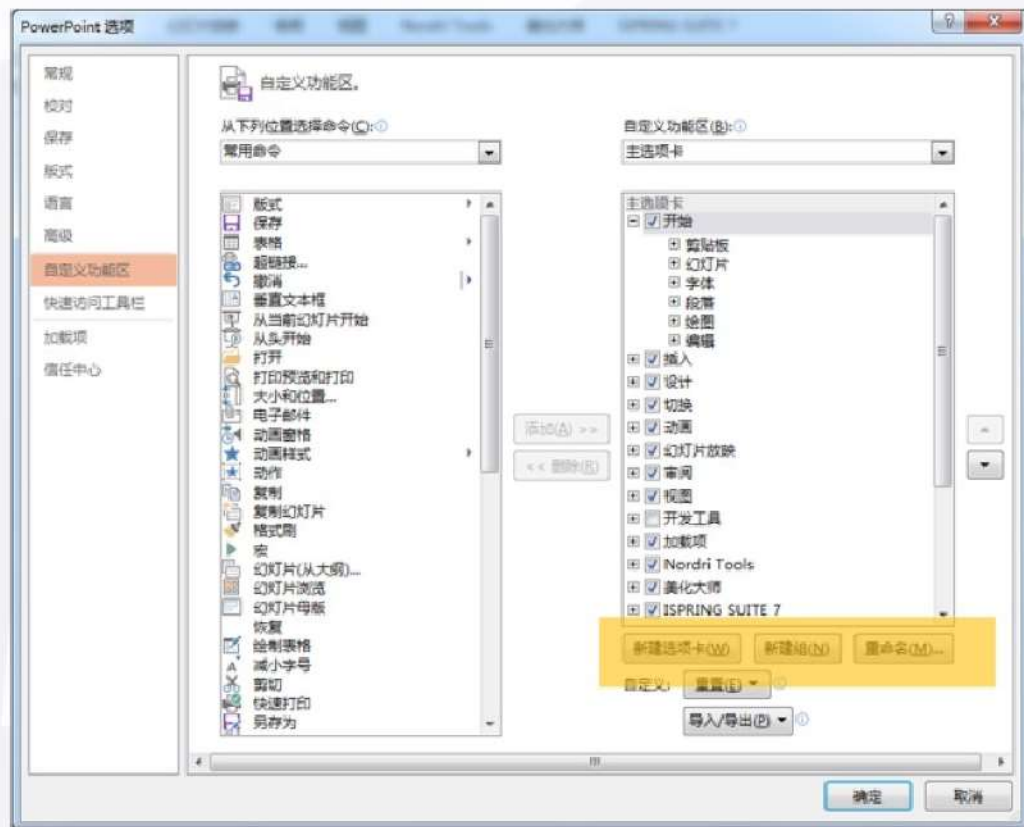 PowerPoint 选项
常规
校对
保存
版式
语言
高级
自定义功能区
快速访问工具栏
加载项
信任中心
自定义功能区。
从下列位置选择命令(C):
常用命令
版式
保存
表格
超链接...
撤消
垂直文本框
从当前幻灯片开始
从头开始
打开
打印预览和打印
大小和位置...
电子邮件
动画窗格
动画样式
动作
复制
复制幻灯片
格式刷
宏
幻灯片(从大纲)...
幻灯片浏览
幻灯片母版
恢复
绘制表格
减小字号
剪切
快速打印
另存为
添加(A) >>
<< 删除(R)
自定义功能区(B):
主选项卡
主选项卡
开始
剪贴板
幻灯片
字体
段落
绘图
编辑
插入
设计
切换
动画
幻灯片放映
审阅
视图
开发工具
加载项
Nordri Tools
美化大师
ISPRING SUITE 7
新建选项卡(W) 新建组(N) 重命名(M)...
自定义: 重置(E)
导入/导出(P)
确定 取消